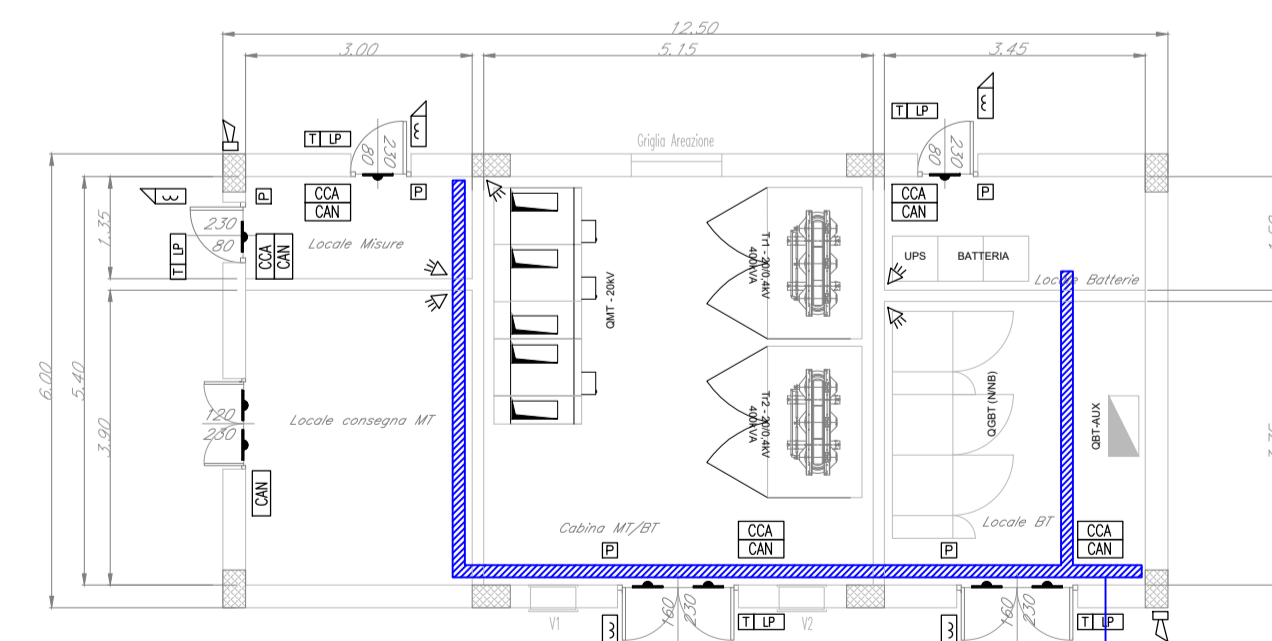 12.50
3.00
5.15
3.45
T LP
80
230
Griglia Areazione
T LP
80
230
P
CCA
CAN
P
CCA
CAN
P
230
80
T LP
CCA
CAN
Locale Misure
1.35
6.00
5.40
3.90
QMT - 20kV
Tr1 - 20/0,4kV
400kVA
UPS
BATTERIA
Locale Batterie
120
230
Locale consegna MT
CAN
Tr2 - 20/0,4kV
400kVA
QGBT (N/NB)
QBT-AUX
Cabina MT/BT
P
CCA
CAN
Locale BT
P
CCA
CAN
V1
160
230
V2
T LP
160
230
T LP